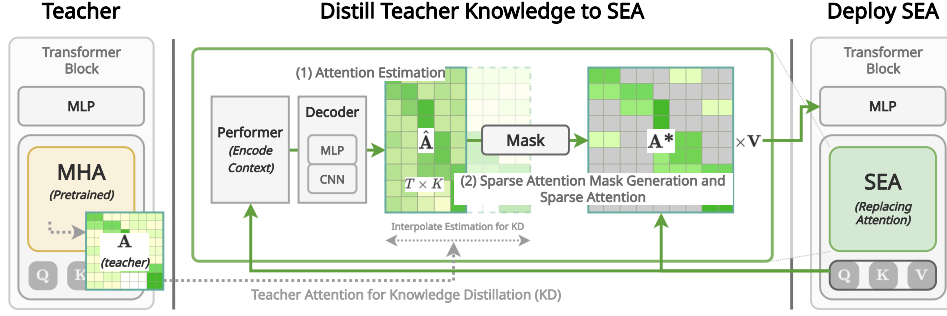 Teacher
Transformer
Block
MLP
MHA
(Pretrained)
A
(teacher)
Q
K
Distill Teacher Knowledge to SEA
(1) Attention Estimation
Performer
(Encode
Context)
Decoder
MLP
CNN
Â
T × K
Mask
A*
×V
(2) Sparse Attention Mask Generation and
Sparse Attention
Interpolate Estimation for KD
Teacher Attention for Knowledge Distillation (KD)
Deploy SEA
Transformer
Block
MLP
SEA
(Replacing
Attention)
Q K V